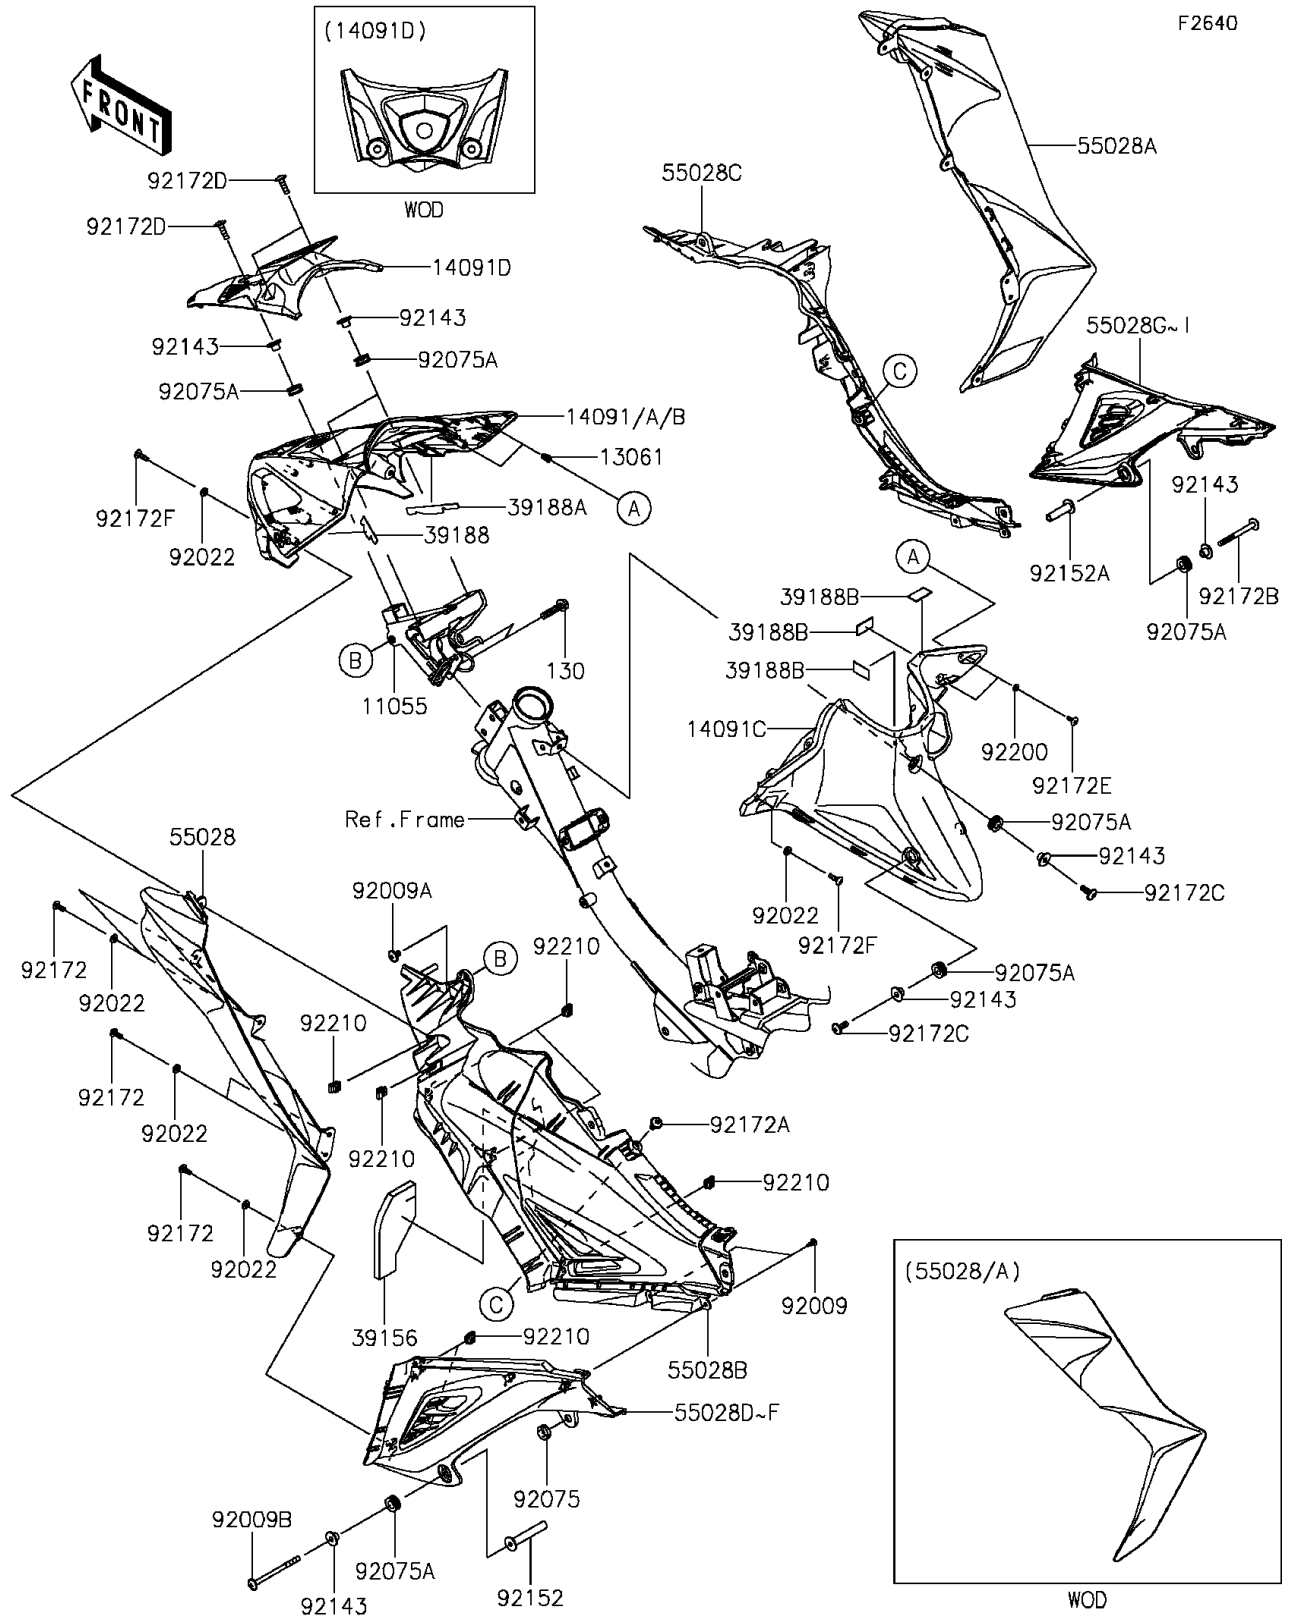 F2640
(14091D)
WOD
FRONT
92172D
92172D
14091D
92143
92143
92075A
92075A
14091/A/B
13061
A
39188A
39188
92172F
92022
B
11055
130
55028C
C
55028A
55028G~I
92143
92152A
92172B
92075A
A
39188B
39188B
39188B
14091C
92200
92172E
92075A
92143
92172C
92022
92172F
92075A
92143
92172C
Ref.Frame
55028
92009A
B
92210
92172
92022
92210
92172
92022
92210
92172A
92210
92172
92022
C
92009
39156
92210
55028B
55028D~F
92075
92009B
92075A
92143
92152
(55028/A)
WOD